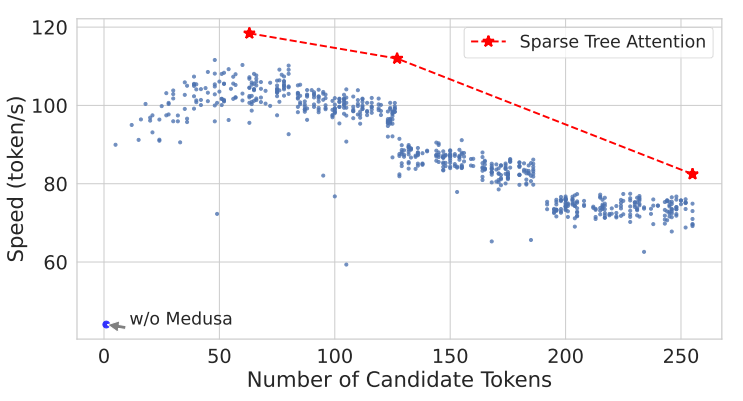 120
100
80
60
Speed (token/s)
Sparse Tree Attention
w/o Medusa
0 50 100 150 200 250
Number of Candidate Tokens